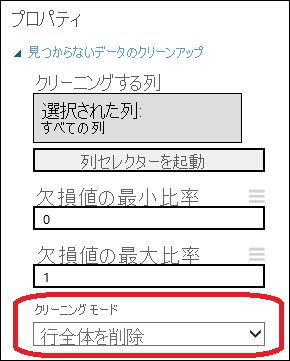 プロパティ
見つからないデータのクリーンアップ
クリーニングする列
選択された列:
すべての列
列セレクターを起動
欠損値の最小比率
0
欠損値の最大比率
1
クリーニング モード
行全体を削除